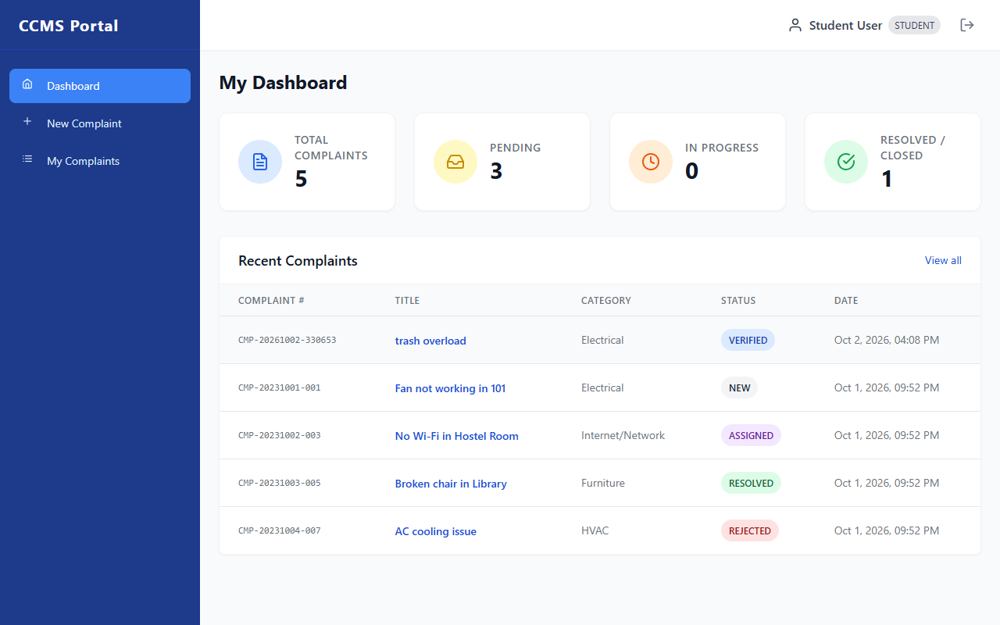 CCMS Portal
Student User STUDENT
Dashboard
New Complaint
My Complaints
My Dashboard
TOTAL
COMPLAINTS
5
PENDING
3
IN PROGRESS
0
RESOLVED /
CLOSED
1
Recent Complaints View all
COMPLAINT # TITLE CATEGORY STATUS DATE
CMP-20261002-330653 trash overload Electrical VERIFIED Oct 2, 2026, 04:08 PM
CMP-20231001-001 Fan not working in 101 Electrical NEW Oct 1, 2026, 09:52 PM
CMP-20231002-003 No Wi-Fi in Hostel Room Internet/Network ASSIGNED Oct 1, 2026, 09:52 PM
CMP-20231003-005 Broken chair in Library Furniture RESOLVED Oct 1, 2026, 09:52 PM
CMP-20231004-007 AC cooling issue HVAC REJECTED Oct 1, 2026, 09:52 PM